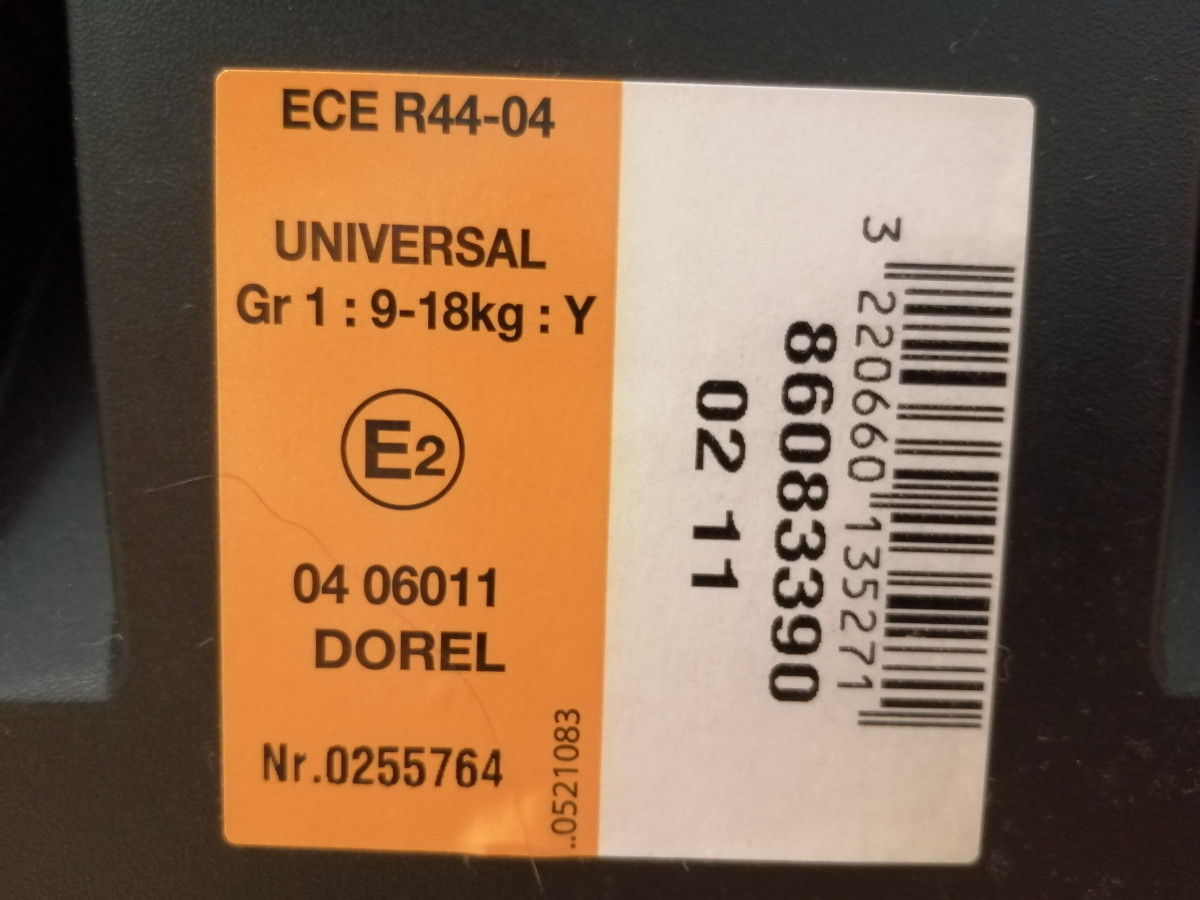 ECE R44-04
UNIVERSAL
Gr 1 : 9-18kg : Y
E2
04 06011
DOREL
Nr.0255764
..0521083
3 220660 135271
86083390
02 11